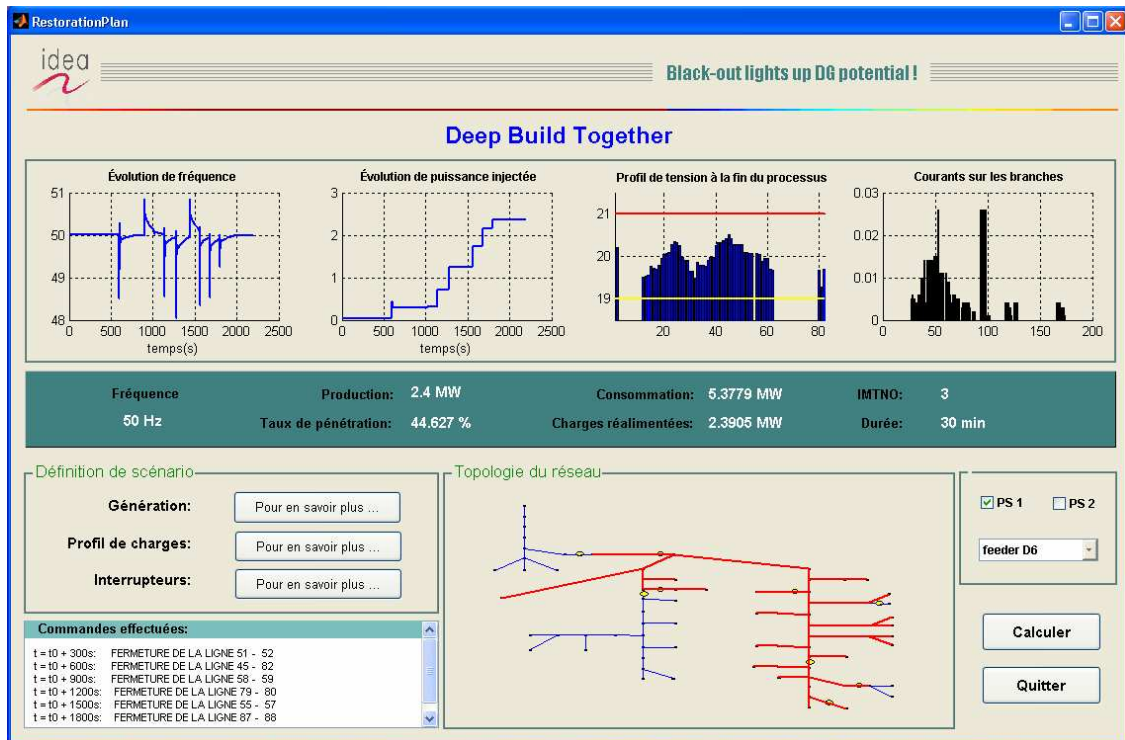 RestorationPlan
idea
Black-out lights up DG potential !
Deep Build Together
Évolution de fréquence
51
50
49
48
0 500 1000 1500 2000 2500
temps(s)
Évolution de puissance injectée
3
2
1
0
0 500 1000 1500 2000 2500
temps(s)
Profil de tension à la fin du processus
21
20
19
20 40 60 80
Courants sur les branches
0.03
0.02
0.01
0
0 50 100 150 200
Fréquence
50 Hz
Production: 2.4 MW
Taux de pénétration: 44.627 %
Consommation: 5.3779 MW
Charges réalimentées: 2.3905 MW
IMTNO: 3
Durée: 30 min
Définition de scénario
Génération: Pour en savoir plus ...
Profil de charges: Pour en savoir plus ...
Interrupteurs: Pour en savoir plus ...
Commandes effectuées:
t = t0 + 300s: FERMETURE DE LA LIGNE 51 - 52
t = t0 + 600s: FERMETURE DE LA LIGNE 45 - 82
t = t0 + 900s: FERMETURE DE LA LIGNE 58 - 59
t = t0 + 1200s: FERMETURE DE LA LIGNE 79 - 80
t = t0 + 1500s: FERMETURE DE LA LIGNE 55 - 57
t = t0 + 1800s: FERMETURE DE LA LIGNE 87 - 88
Topologie du réseau
PS 1 PS 2
feeder D6
Calculer
Quitter